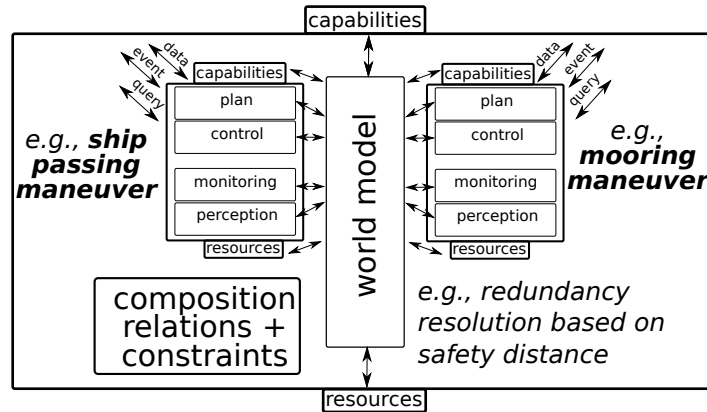 capabilities
data
event
query
capabilities
plan
control
monitoring
perception
resources
e.g., ship
passing
maneuver
world model
data
event
query
capabilities
plan
control
monitoring
perception
resources
e.g.,
mooring
maneuver
composition
relations +
constraints
e.g., redundancy
resolution based on
safety distance
resources